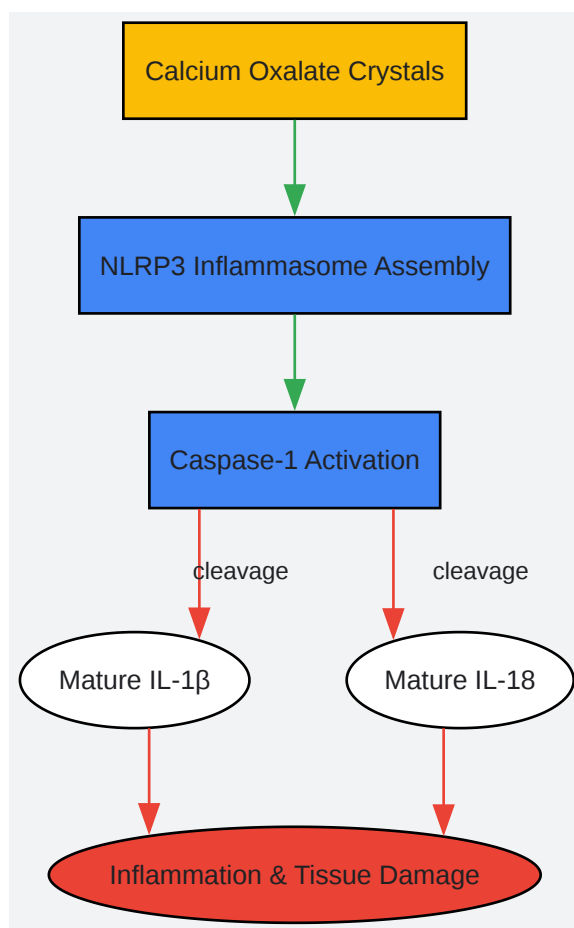 Calcium Oxalate Crystals
NLRP3 Inflammasome Assembly
Caspase-1 Activation
cleavage
cleavage
Mature IL-1β
Mature IL-18
Inflammation & Tissue Damage